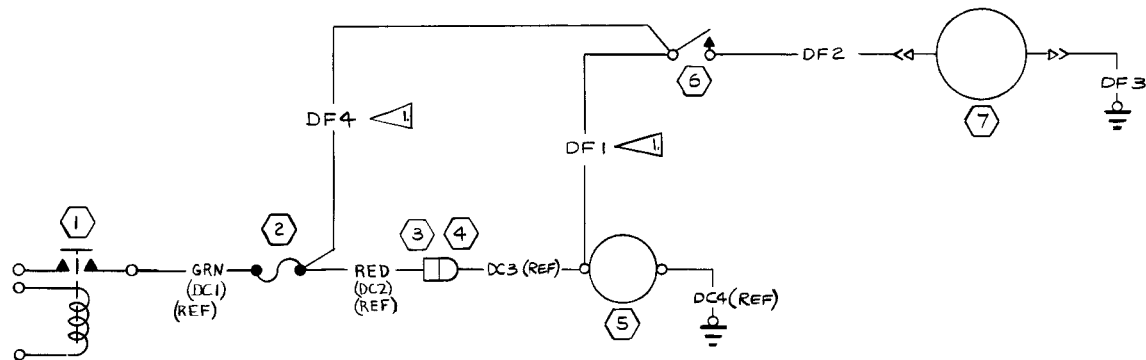 6
DF2
7
DF3
DF4
1.
DF1
1.
1
2
3
4
GRN
(DC1)
(REF)
RED
(DC2)
(REF)
DC3 (REF)
5
DC4 (REF)